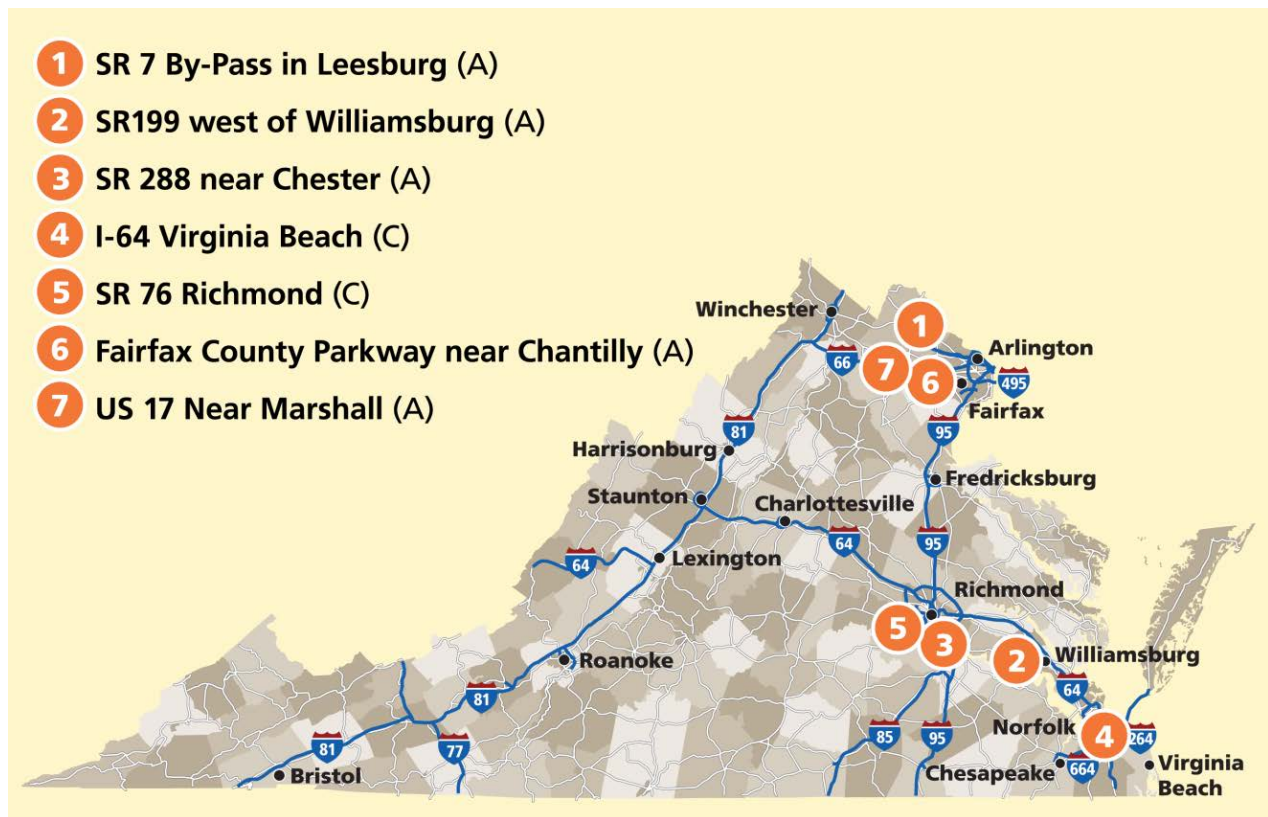 1 SR 7 By-Pass in Leesburg (A)
2 SR199 west of Williamsburg (A)
3 SR 288 near Chester (A)
4 I-64 Virginia Beach (C)
5 SR 76 Richmond (C)
6 Fairfax County Parkway near Chantilly (A)
7 US 17 Near Marshall (A)
Winchester
1
Arlington
66
7
6
495
Fairfax
81
95
Harrisonburg
Fredricksburg
Staunton
Charlottesville
64
95
64
Lexington
Richmond
5
3
2
Williamsburg
Roanoke
64
81
Norfolk
4
264
85
95
81
77
Chesapeake
664
Virginia
Beach
Bristol